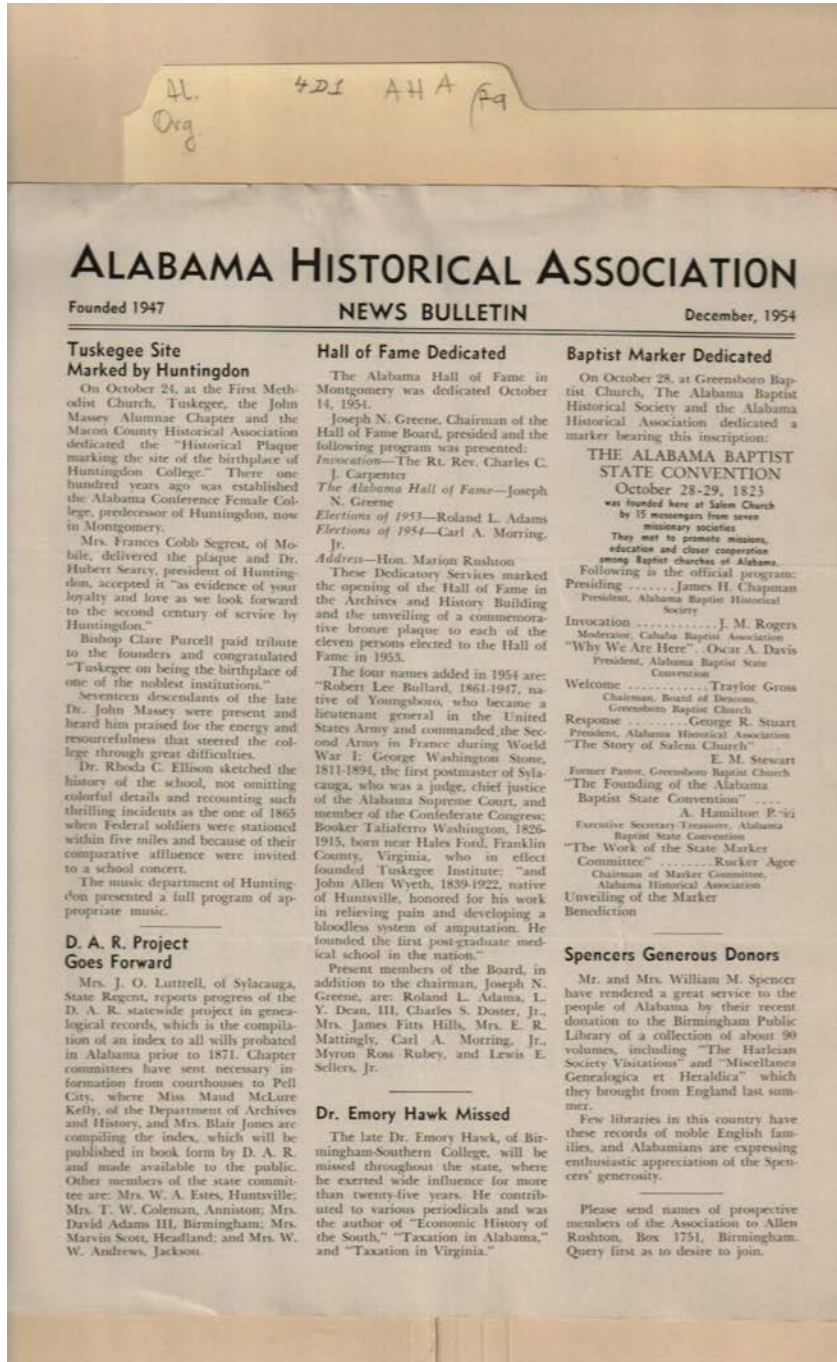 AL. 4D1 AHA
Org
ALABAMA HISTORICAL ASSOCIATION
Founded 1947 NEWS BULLETIN December, 1954
Tuskegee Site
Marked by Huntingdon
On October 24, at the First Meth-
odist Church, Tuskegee, the John
Massey Alumnae Chapter and the
Macon County Historical Association
dedicated the "Historical Plaque
marking the site of the birthplace of
Huntingdon College." There one
hundred years ago was established
the Alabama Conference Female Col-
lege, predecessor of Huntingdon, now
in Montgomery.
Mrs. Frances Cobb Segrest, of Mo-
bile, delivered the plaque and Dr.
Hubert Searcy, president of Hunting-
don, accepted it "as evidence of your
loyalty and love as we look forward
to the second century of service by
Huntingdon."
Bishop Clare Purcell paid tribute
to the founders and congratulated
"Tuskegee on being the birthplace of
one of the noblest institutions."
Seventeen descendants of the late
Dr. John Massey were present and
heard him praised for the energy and
resourcefulness that steered the col-
lege through great difficulties.
Dr. Rhoda C. Ellison sketched the
history of the school, not omitting
colorful details and recounting such
thrilling incidents as the one of 1865
when Federal soldiers were stationed
within five miles and because of their
comparative affluence were invited
to a school concert.
The music department of Hunting-
don presented a full program of ap-
propriate music.
D. A. R. Project
Goes Forward
Mrs. J. O. Luttrell, of Sylacauga,
State Regent, reports progress of the
D. A. R. statewide project in genea-
logical records, which is the compila-
tion of an index to all wills probated
in Alabama prior to 1871. Chapter
committees have sent necessary in-
formation from courthouses to Pell
City, where Miss Maud McLure
Kelly, of the Department of Archives
and History, and Mrs. Blair Jones are
compiling the index, which will be
published in book form by D. A. R.
and made available to the public.
Other members of the state commit-
tee are: Mrs. W. A. Estes, Huntsville;
Mrs. T. W. Coleman, Anniston; Mrs.
David Adams III, Birmingham; Mrs.
Marvin Scott, Headland; and Mrs. W.
W. Andrews, Jackson.
Hall of Fame Dedicated
The Alabama Hall of Fame in
Montgomery was dedicated October
14, 1954.
Joseph N. Greene, Chairman of the
Hall of Fame Board, presided and the
following program was presented:
Invocation—The Rt. Rev. Charles C.
J. Carpenter
The Alabama Hall of Fame—Joseph
N. Greene
Elections of 1953—Roland L. Adams
Elections of 1954—Carl A. Morring,
Jr.
Address—Hon. Marion Rushton
These Dedicatory Services marked
the opening of the Hall of Fame in
the Archives and History Building
and the unveiling of a commemora-
tive bronze plaque to each of the
eleven persons elected to the Hall of
Fame in 1953.
The four names added in 1954 are:
"Robert Lee Bullard, 1861-1947, na-
tive of Youngsboro, who became a
lieutenant general in the United
States Army and commanded the Sec-
ond Army in France during World
War I; George Washington Stone,
1811-1894, the first postmaster of Syla-
cauga, who was a judge, chief justice
of the Alabama Supreme Court, and
member of the Confederate Congress;
Booker Taliaferro Washington, 1826-
1915, born near Hales Ford, Franklin
County, Virginia, who in effect
founded Tuskegee Institute; "and
John Allen Wyeth, 1839-1922, native
of Huntsville, honored for his work
in relieving pain and developing a
bloodless system of amputation. He
founded the first post-graduate med-
ical school in the nation."
Present members of the Board, in
addition to the chairman, Joseph N.
Greene, are: Roland L. Adama, L.
Y. Dean, III, Charles S. Doster, Jr.,
Mrs. James Fitts Hills, Mrs. E. R.
Mattingly, Carl A. Morring, Jr.,
Myron Ross Rubey, and Lewis E.
Sellers, Jr.
Dr. Emory Hawk Missed
The late Dr. Emory Hawk, of Bir-
mingham-Southern College, will be
missed throughout the state, where
he exerted wide influence for more
than twenty-five years. He contrib-
uted to various periodicals and was
the author of "Economic History of
the South," "Taxation in Alabama,"
and "Taxation in Virginia."
Baptist Marker Dedicated
On October 28, at Greensboro Bap-
tist Church, The Alabama Baptist
Historical Society and the Alabama
Historical Association dedicated a
marker bearing this inscription:
THE ALABAMA BAPTIST
STATE CONVENTION
October 28-29, 1823
was founded here at Salem Church
by 15 messengers from seven
missionary societies
They met to promote missions,
education and closer cooperation
among Baptist churches of Alabama.
Following is the official program:
Presiding .......James H. Chapman
President, Alabama Baptist Historical
Society
Invocation ............J. M. Rogers
Moderator, Cahaba Baptist Association
"Why We Are Here"..Oscar A. Davis
President, Alabama Baptist State
Convention
Welcome ............Traylor Gross
Chairman, Board of Deacons,
Greensboro Baptist Church
Response ........George R. Stuart
President, Alabama Historical Association
"The Story of Salem Church" ...
E. M. Stewart
Former Pastor, Greensboro Baptist Church
"The Founding of the Alabama
Baptist State Convention" ....
A. Hamilton
Executive Secretary-Treasurer, Alabama
Baptist State Convention
"The Work of the State Marker
Committee" ........Rucker Agee
Chairman of Marker Committee,
Alabama Historical Association
Unveiling of the Marker
Benediction
Spencers Generous Donors
Mr. and Mrs. William M. Spencer
have rendered a great service to the
people of Alabama by their recent
donation to the Birmingham Public
Library of a collection of about 90
volumes, including "The Harleian
Society Visitations" and "Miscellanea
Genealogica et Heraldica" which
they brought from England last sum-
mer.
Few libraries in this country have
these records of noble English fam-
ilies, and Alabamians are expressing
enthusiastic appreciation of the Spen-
cers' generosity.
Please send names of prospective
members of the Association to Allen
Rushton, Box 1751, Birmingham.
Query first as to desire to join.